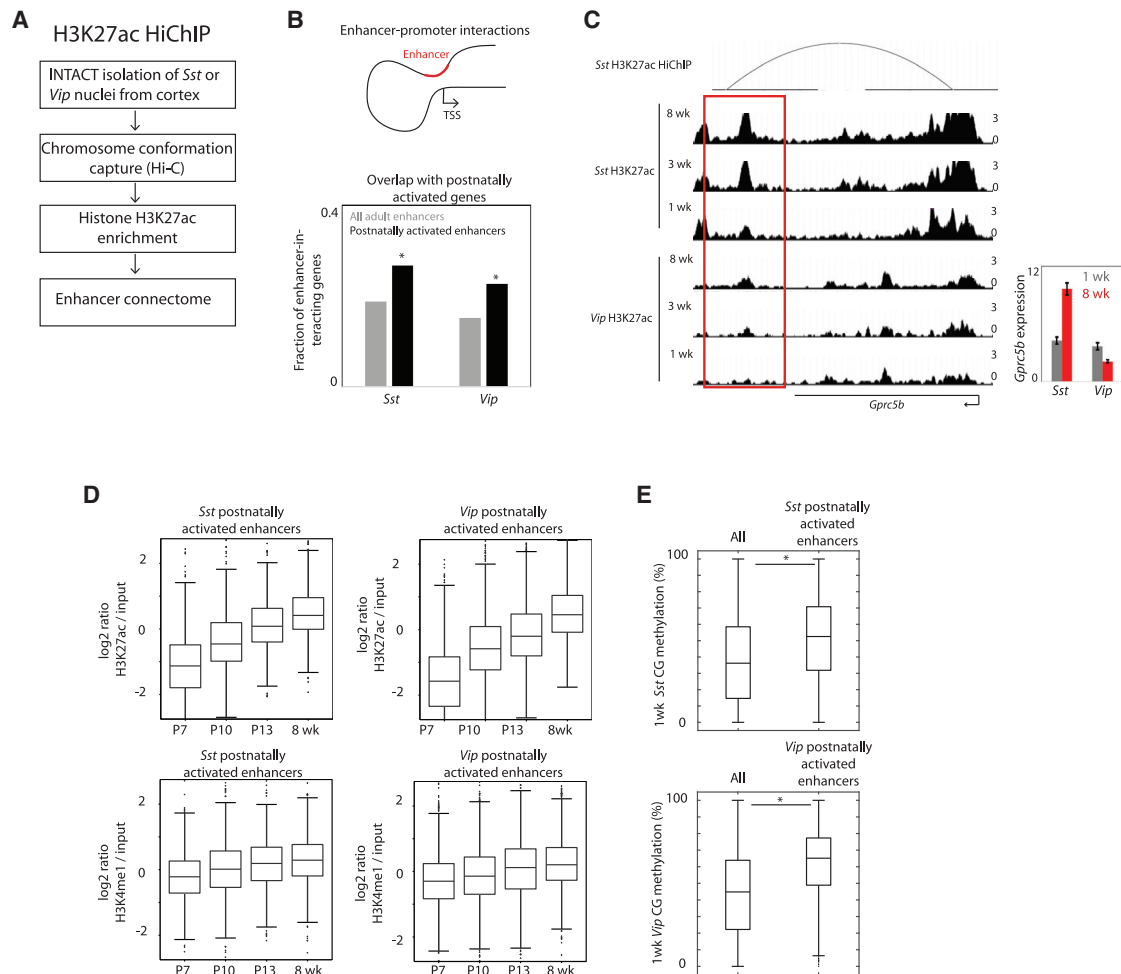 A
H3K27ac HiChIP
INTACT isolation of Sst or
Vip nuclei from cortex
Chromosome conformation
capture (Hi-C)
Histone H3K27ac
enrichment
Enhancer connectome
B
Enhancer-promoter interactions
Enhancer
TSS
Overlap with postnatally
activated genes
0.4
All adult enhancers
Postnatally activated enhancers
*
*
Fraction of enhancer-in-
teracting genes
0
Sst
Vip
C
Sst H3K27ac HiChIP
8 wk
3
0
Sst H3K27ac
3 wk
3
0
1 wk
3
0
8 wk
3
0
Vip H3K27ac
3 wk
3
0
1 wk
3
0
Gprc5b
12
1 wk
8 wk
Gprc5b expression
0
Sst
Vip
D
Sst postnatally
activated enhancers
2
0
-2
log2 ratio
H3K27ac / input
P7
P10
P13
8 wk
Vip postnatally
activated enhancers
2
0
-2
log2 ratio
H3K27ac / input
P7
P10
P13
8 wk
Sst postnatally
activated enhancers
2
0
-2
log2 ratio
H3K4me1 / input
P7
P10
P13
8 wk
Vip postnatally
activated enhancers
2
0
-2
log2 ratio
H3K4me1 / input
P7
P10
P13
8 wk
E
All
Sst postnatally
activated
enhancers
100
*
1wk Sst CG methylation (%)
0
All
Vip postnatally
activated
enhancers
100
*
1wk Vip CG methylation (%)
0